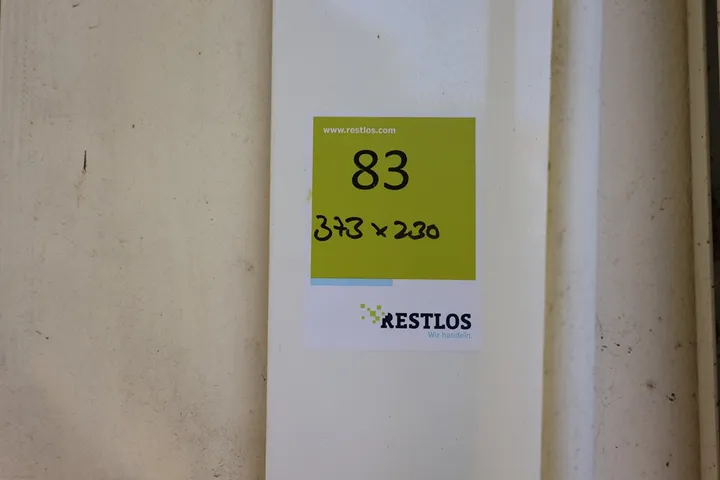 www.restlos.com
83
373 x 230
RESTLOS
Wir handeln.